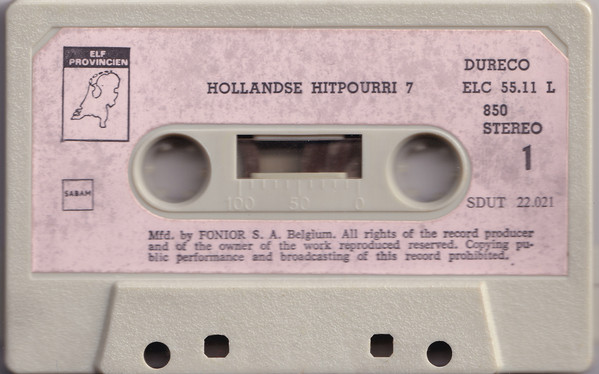 ELF
PROVINCIEN
HOLLANDSE HITPOURRI 7
DURECO
ELC 55.11 L
850
STEREO
1
SABAM
100 50 0
SDUT 22.021
Mfd. by FONIOR S. A. Belgium. All rights of the record producer
and of the owner of the work reproduced reserved. Copying pu-
blic performance and broadcasting of this record prohibited.